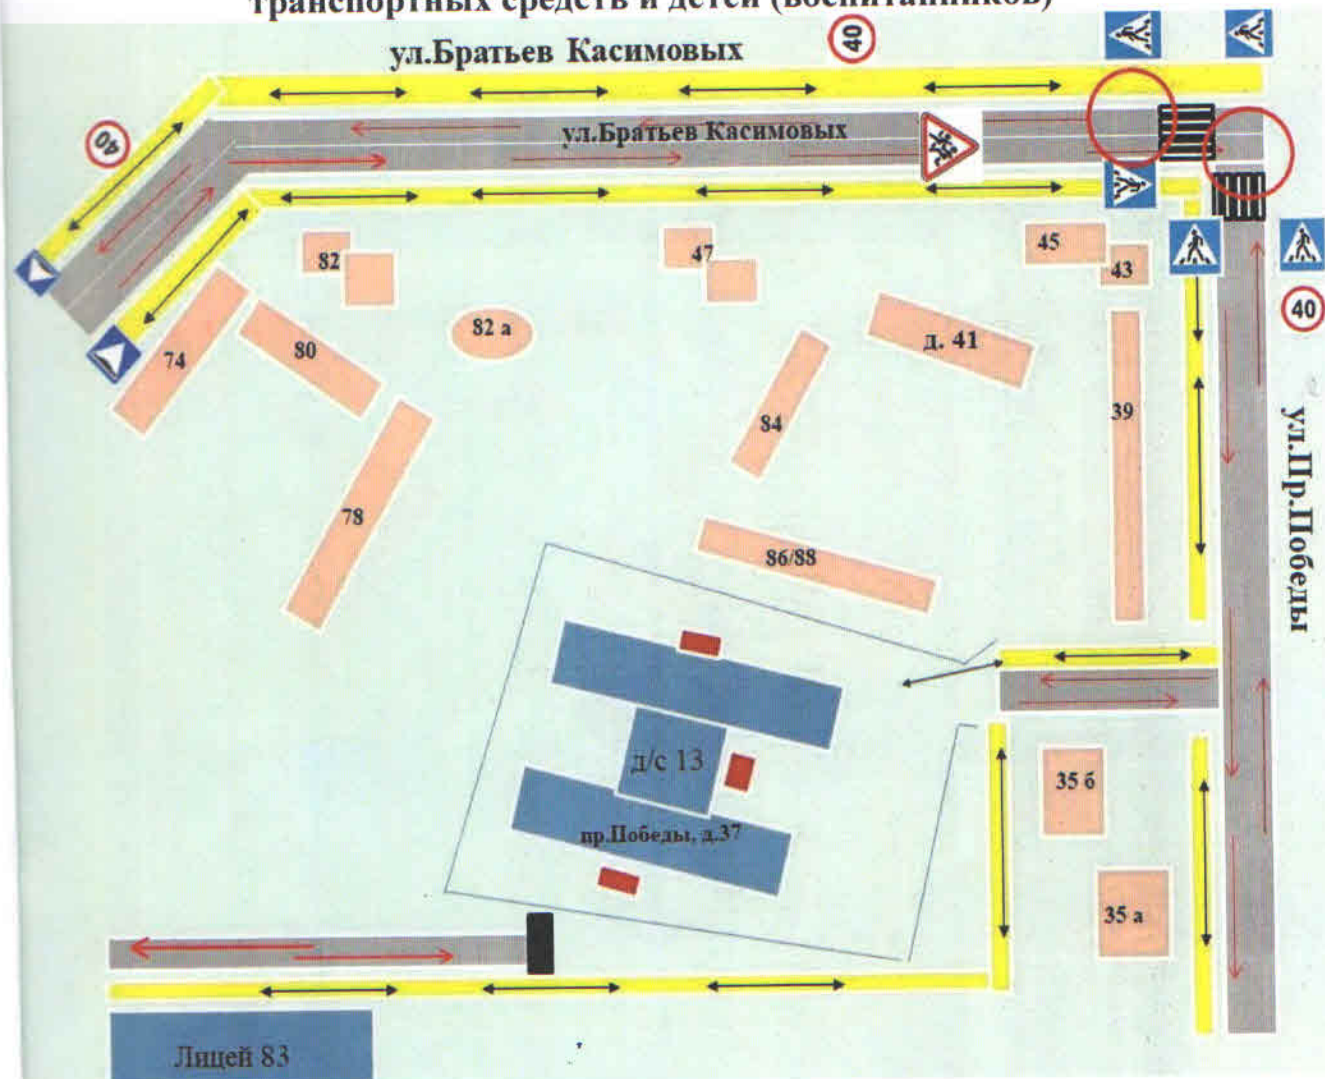 транспортных средств и детей (воспитанников)
ул.Братьев Касимовых
40
40
ул.Братьев Касимовых
82
47
45
43
40
74
80
82 а
д. 41
84
39
ул.Пр.Победы
78
86/88
д/с 13
35 б
пр.Победы, д.37
35 а
Лицей 83